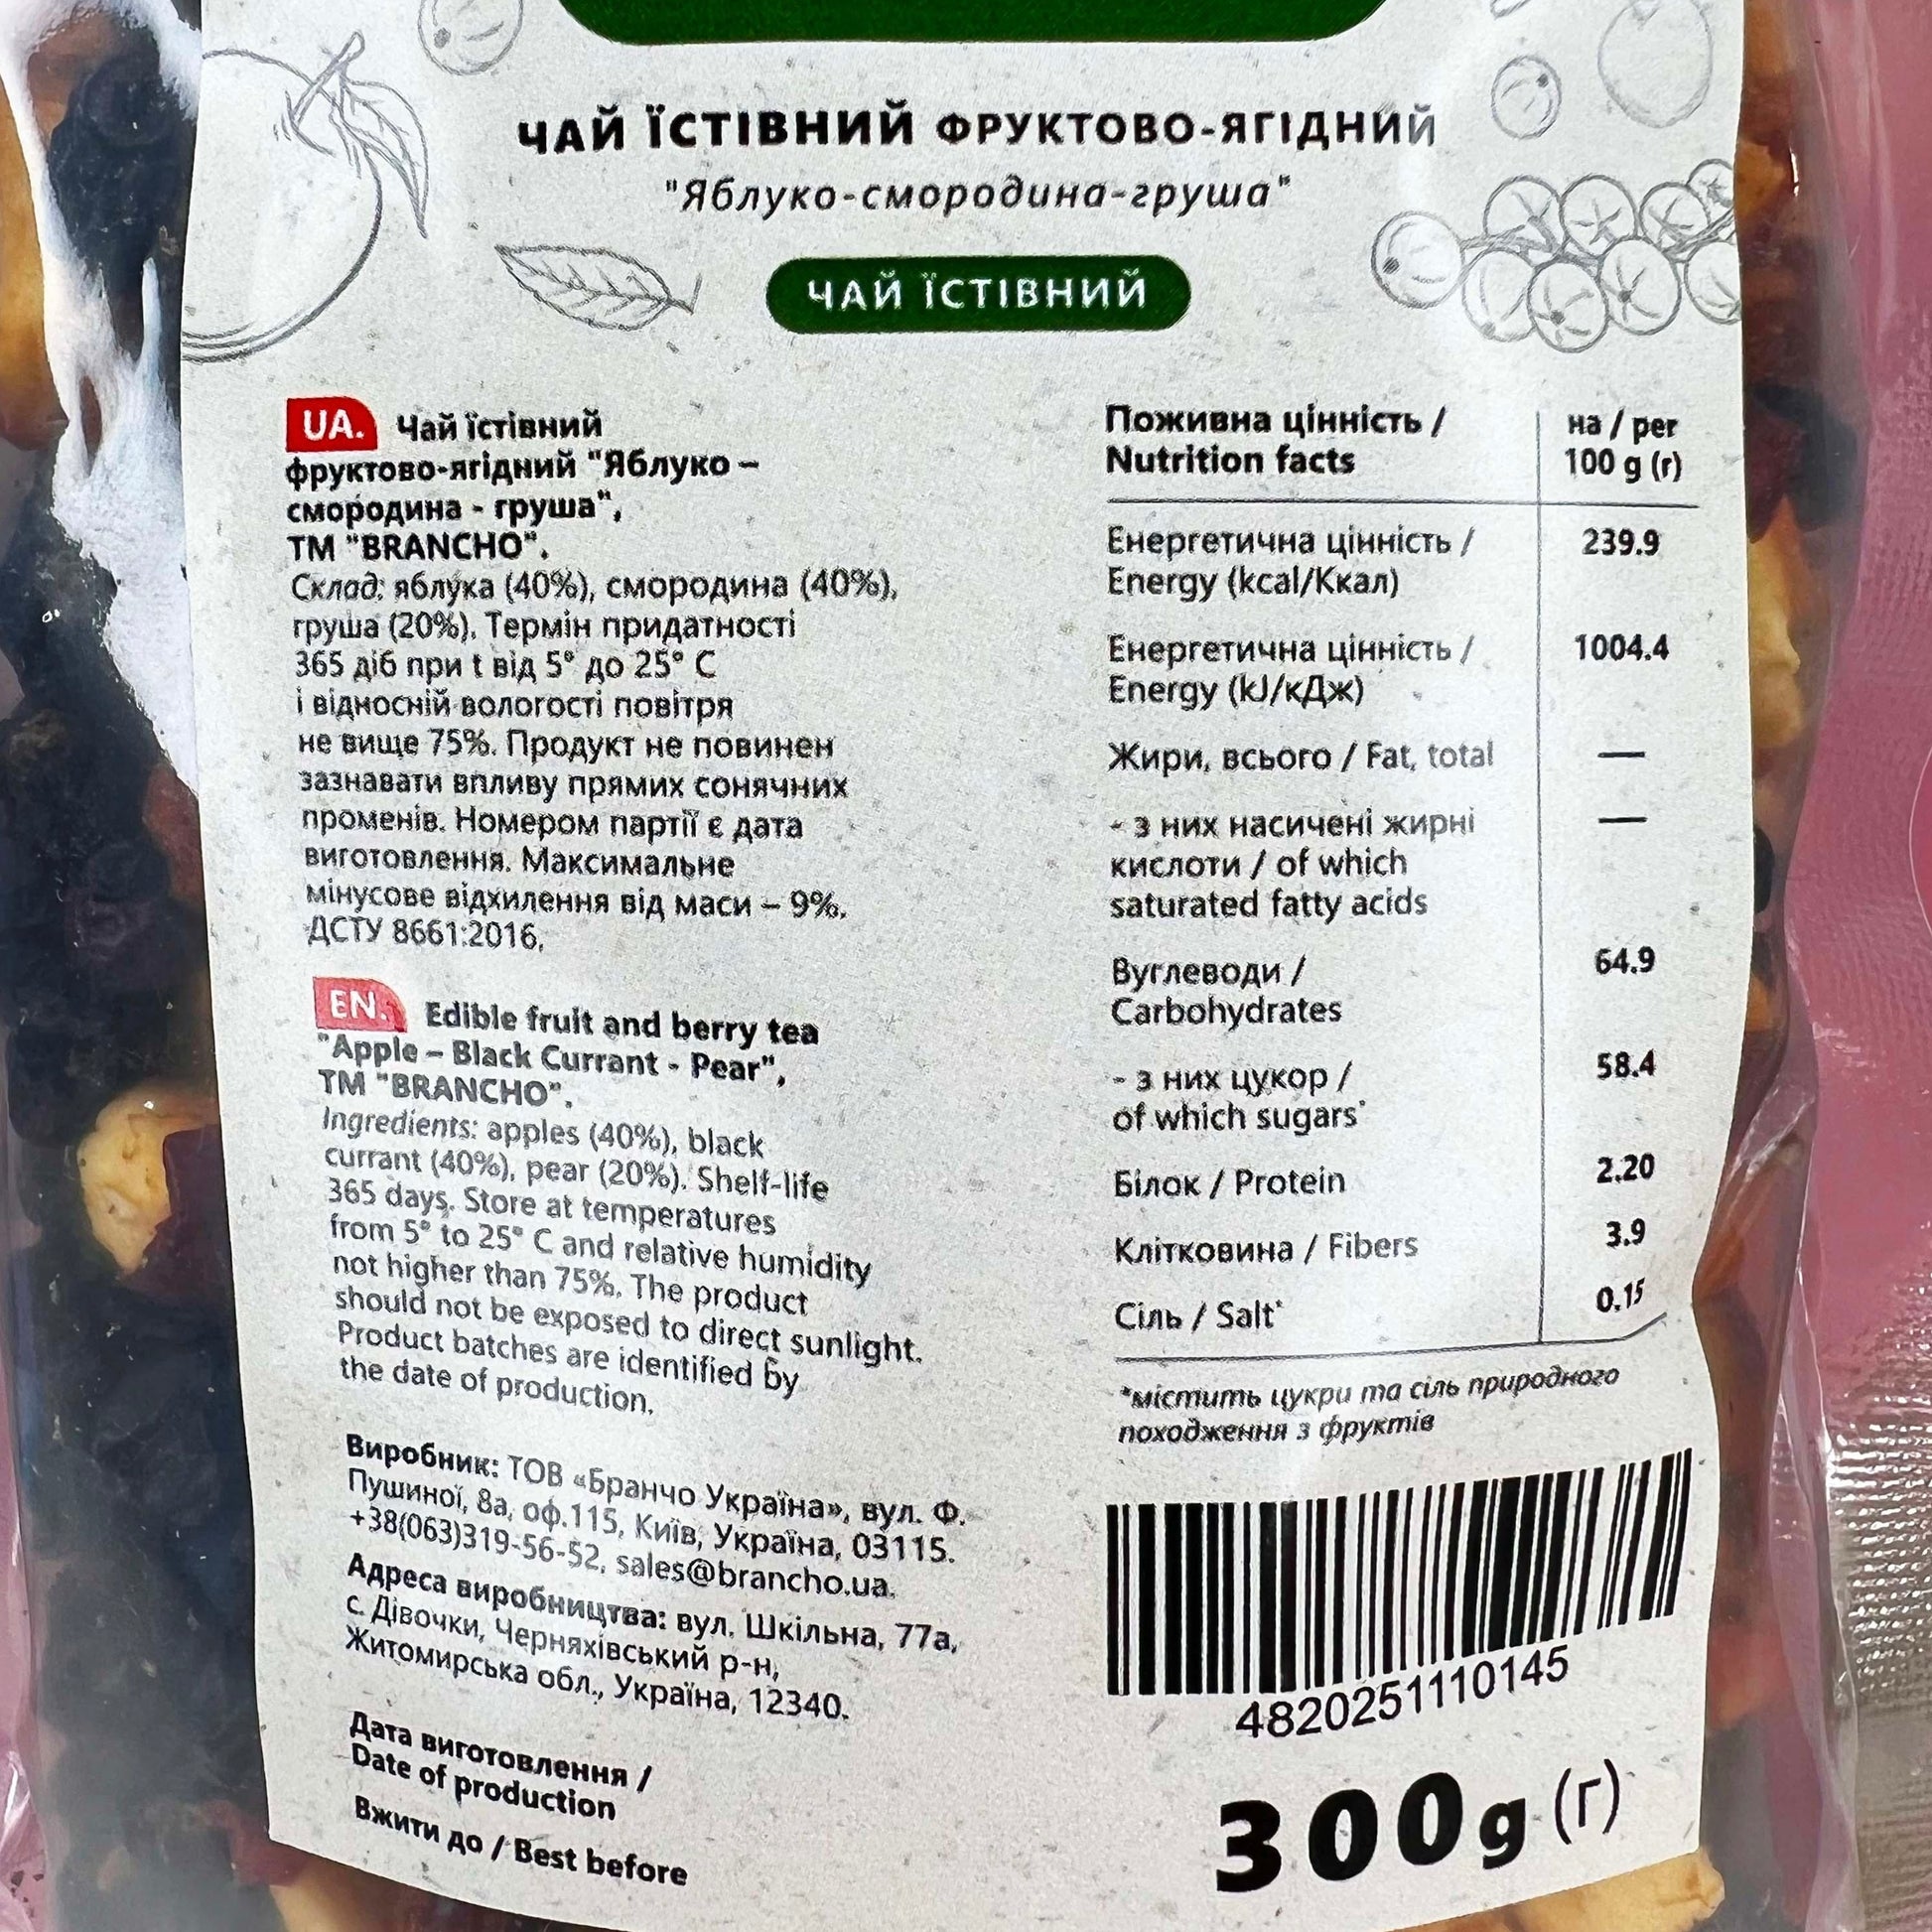 ЧАЙ ЇСТІВНИЙ ФРУКТОВО-ЯГІДНИЙ
"Яблуко-смородина-груша"
ЧАЙ ЇСТІВНИЙ
UA. Чай їстівний
фруктово-ягідний "Яблуко –
смородина - груша",
ТМ "BRANCHO".
Склад: яблука (40%), смородина (40%),
груша (20%). Термін придатності
365 діб при t від 5° до 25° C
і відносній вологості повітря
не вище 75%. Продукт не повинен
зазнавати впливу прямих сонячних
променів. Номером партії є дата
виготовлення. Максимальне
мінусове відхилення від маси – 9%.
ДСТУ 8661:2016.
EN. Edible fruit and berry tea
"Apple – Black Currant - Pear",
TM "BRANCHO".
Ingredients: apples (40%), black
currant (40%), pear (20%). Shelf-life
365 days. Store at temperatures
from 5° to 25° C and relative humidity
not higher than 75%. The product
should not be exposed to direct sunlight.
Product batches are identified by
the date of production.
Виробник: ТОВ «Бранчо Україна», вул. Ф.
Пушиної, 8а, оф.115, Київ, Україна, 03115.
+38(063)319-56-52, sales@brancho.ua.
Адреса виробництва: вул. Шкільна, 77а,
с. Дівочки, Черняхівський р-н,
Житомирська обл., Україна, 12340.
Дата виготовлення /
Date of production
Вжити до / Best before
Поживна цінність / на / per
Nutrition facts 100 g (г)
Енергетична цінність / 239.9
Energy (kcal/Ккал)
Енергетична цінність / 1004.4
Energy (kJ/кДж)
Жири, всього / Fat, total —
- з них насичені жирні —
кислоти / of which
saturated fatty acids
Вуглеводи / 64.9
Carbohydrates
- з них цукор / 58.4
of which sugars*
Білок / Protein 2.20
Клітковина / Fibers 3.9
Сіль / Salt* 0.15
*містить цукри та сіль природного
походження з фруктів
4820251110145
300g (г)